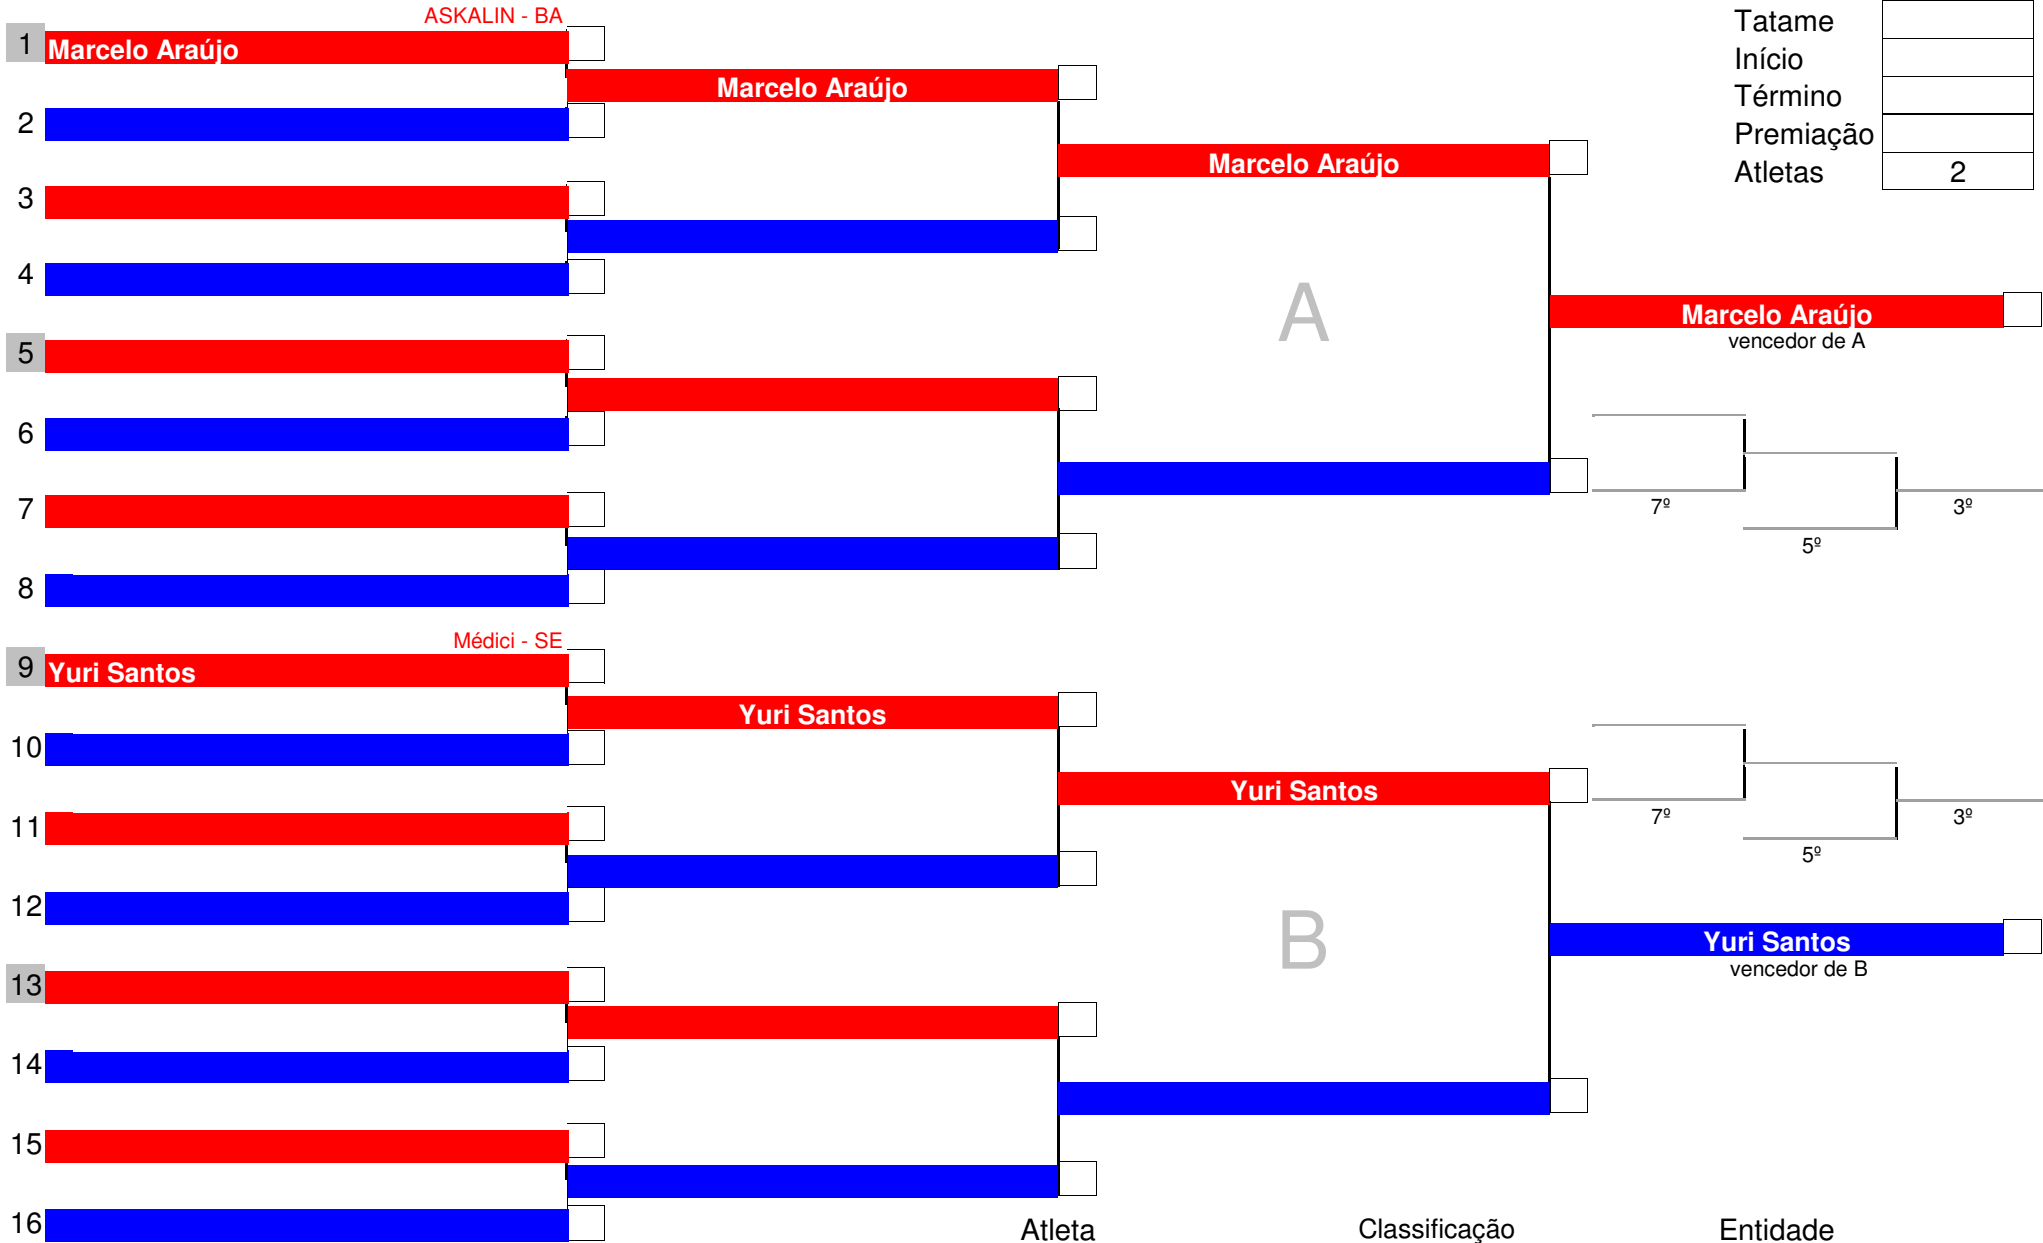 ASKALIN - BA
1 Marcelo Araújo
Marcelo Araújo
2
Marcelo Araújo
3
4
A
Marcelo Araújo
vencedor de A
5
6
7
7º
3º
5º
8
Médici - SE
9 Yuri Santos
Yuri Santos
10
Yuri Santos
11
7º
3º
5º
12
B
Yuri Santos
vencedor de B
13
14
15
16
Tatame
Início
Término
Premiação
Atletas 2
Atleta Classificação Entidade